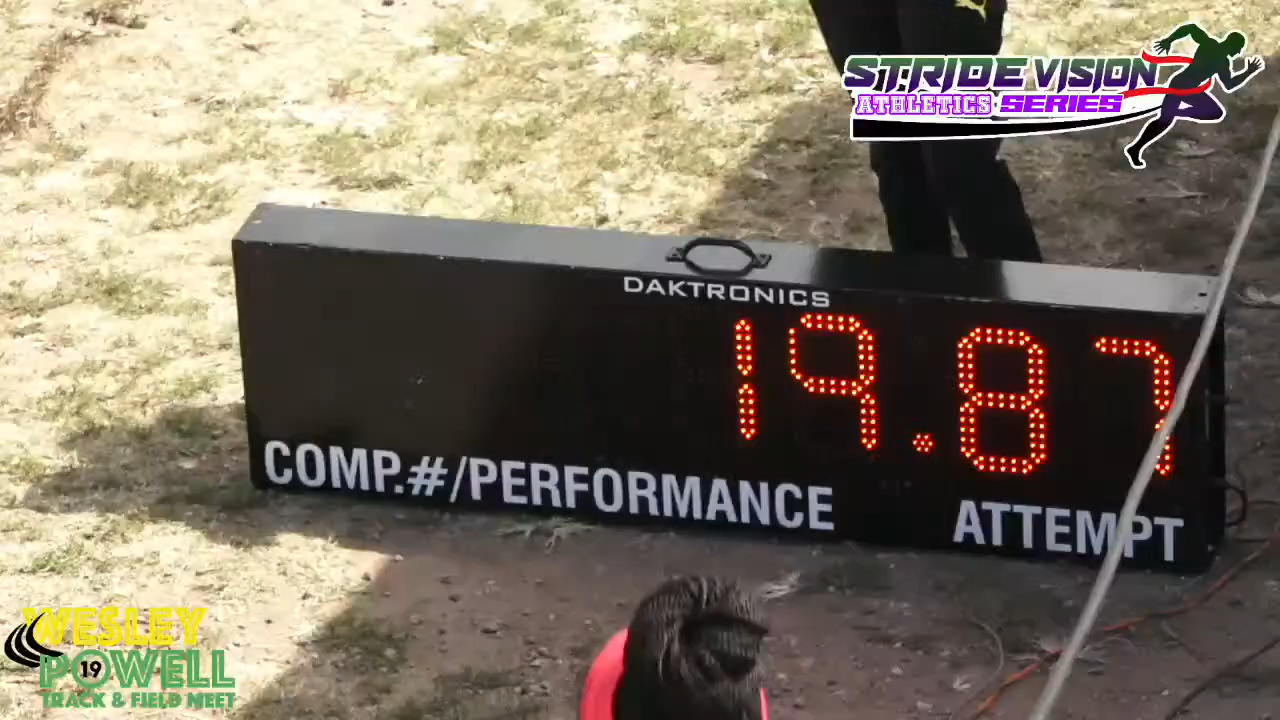 STRIDE VISION
ATHLETICS SERIES
DAKTRONICS
19.87
COMP.#/PERFORMANCE
ATTEMPT
WESLEY
POWELL
19
TRACK & FIELD MEET